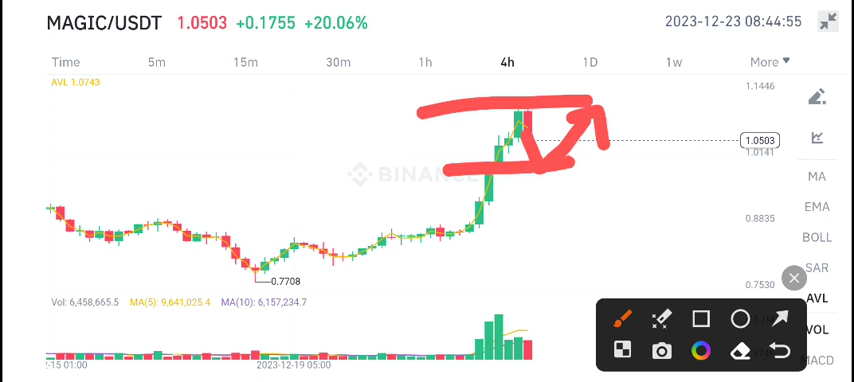 MAGIC/USDT 1.0503 +0.1755 +20.06% 2023-12-23 08:44:55
Time 5m 15m 30m 1h 4h 1D 1w More
AVL 1.0743
1.1446
1.0503
1.0141
MA
BINANCE
EMA
0.8835
BOLL
SAR
0.7708
0.7530
AVL
Vol: 6,458,665.5 MA(5): 9,641,025.4 MA(10): 6,157,234.7
VOL
MACD
-15 01:00 2023-12-19 05:00